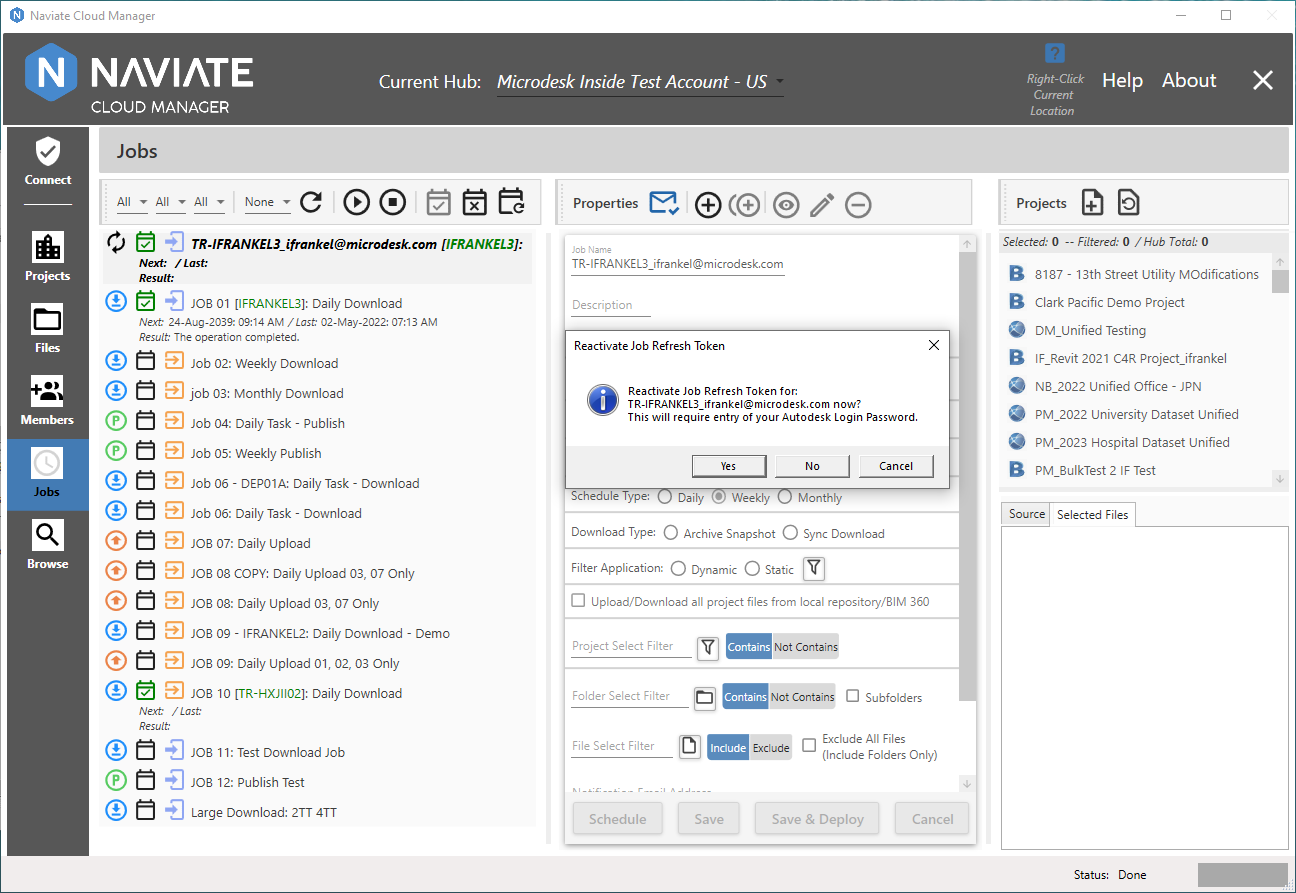 Naviate Cloud Manager
NAVIATE
CLOUD MANAGER
Current Hub: Microdesk Inside Test Account - US
?
Right-Click
Current
Location
Help
About
Connect
Projects
Files
Members
Jobs
Browse
Jobs
All
All
All
None
TR-IFRANKEL3_ifrankel@microdesk.com [IFRANKEL3]:
Next: / Last:
Result:
JOB 01 [IFRANKEL3]: Daily Download
Next: 24-Aug-2039: 09:14 AM / Last: 02-May-2022: 07:13 AM
Result: The operation completed.
Job 02: Weekly Download
job 03: Monthly Download
P Job 04: Daily Task - Publish
P Job 05: Weekly Publish
Job 06 - DEP01A: Daily Task - Download
Job 06: Daily Task - Download
JOB 07: Daily Upload
JOB 08 COPY: Daily Upload 03, 07 Only
JOB 08: Daily Upload 03, 07 Only
JOB 09 - IFRANKEL2: Daily Download - Demo
JOB 09: Daily Upload 01, 02, 03 Only
JOB 10 [TR-HXJII02]: Daily Download
Next: / Last:
Result:
JOB 11: Test Download Job
P JOB 12: Publish Test
Large Download: 2TT 4TT
Properties
Job Name
TR-IFRANKEL3_ifrankel@microdesk.com
Description
Reactivate Job Refresh Token
Reactivate Job Refresh Token for:
TR-IFRANKEL3_ifrankel@microdesk.com now?
This will require entry of your Autodesk Login Password.
Yes
No
Cancel
Schedule Type: Daily Weekly Monthly
Download Type: Archive Snapshot Sync Download
Filter Application: Dynamic Static
Upload/Download all project files from local repository/BIM 360
Project Select Filter Contains Not Contains
Folder Select Filter Contains Not Contains Subfolders
File Select Filter Include Exclude Exclude All Files
(Include Folders Only)
Notification Email Address
Schedule
Save
Save & Deploy
Cancel
Projects
Selected: 0 -- Filtered: 0 / Hub Total: 0
B 8187 - 13th Street Utility MOdifications
B Clark Pacific Demo Project
DM_Unified Testing
B IF_Revit 2021 C4R Project_ifrankel
NB_2022 Unified Office - JPN
PM_2022 University Dataset Unified
PM_2023 Hospital Dataset Unified
B PM_BulkTest 2 IF Test
Source
Selected Files
Status: Done